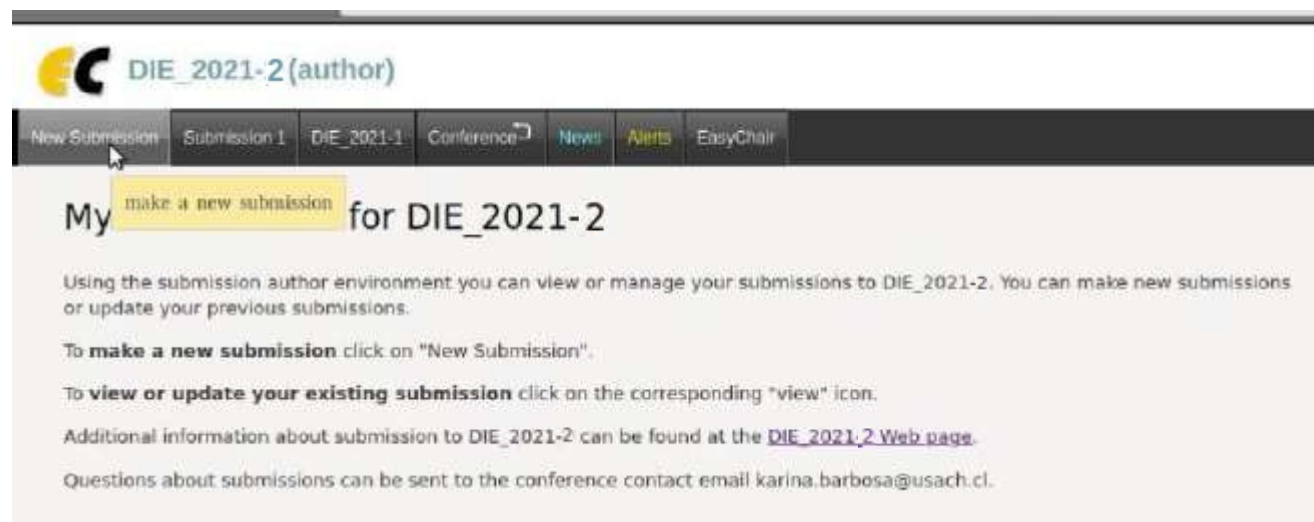 DIE_2021-2 (author)
New Submission Submission 1 DIE_2021-1 Conference News Alerts EasyChair
make a new submission
My for DIE_2021-2
Using the submission author environment you can view or manage your submissions to DIE_2021-2. You can make new submissions
or update your previous submissions.
To make a new submission click on "New Submission".
To view or update your existing submission click on the corresponding "view" icon.
Additional information about submission to DIE_2021-2 can be found at the DIE_2021-2 Web page.
Questions about submissions can be sent to the conference contact email karina.barbosa@usach.cl.